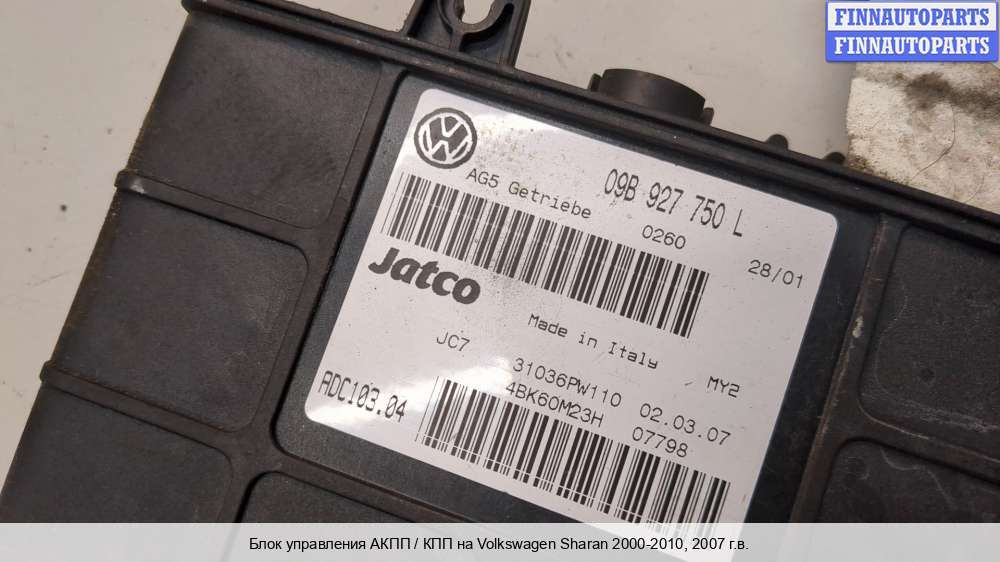 FINNAUTOPARTS
FINNAUTOPARTS
VW
09B 927 750 L
AG5 Getriebe
0260
28/01
Jatco
Made in Italy
JC7
MY2
31036PW110 02.03.07
ADC103.04
4BK60M23H 07798
Блок управления АКПП / КПП на Volkswagen Sharan 2000-2010, 2007 г.в.